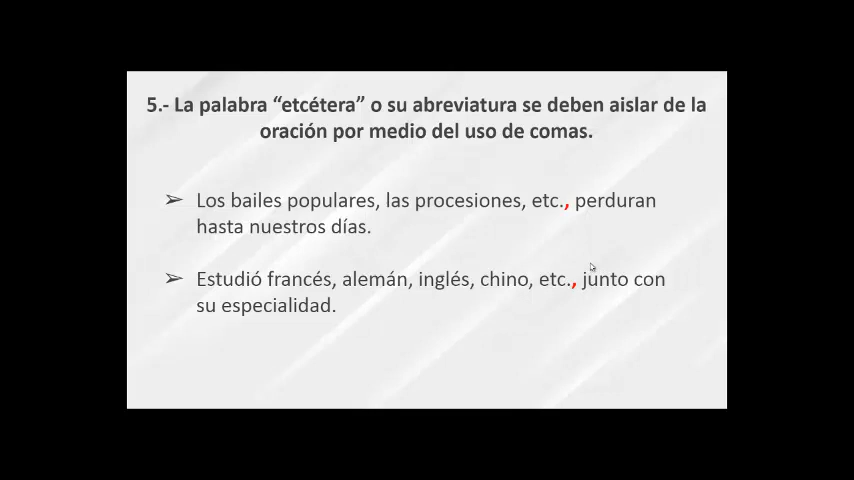 5.- La palabra “etcétera” o su abreviatura se deben aislar de la
oración por medio del uso de comas.
➢ Los bailes populares, las procesiones, etc., perduran
hasta nuestros días.
➢ Estudió francés, alemán, inglés, chino, etc., junto con
su especialidad.